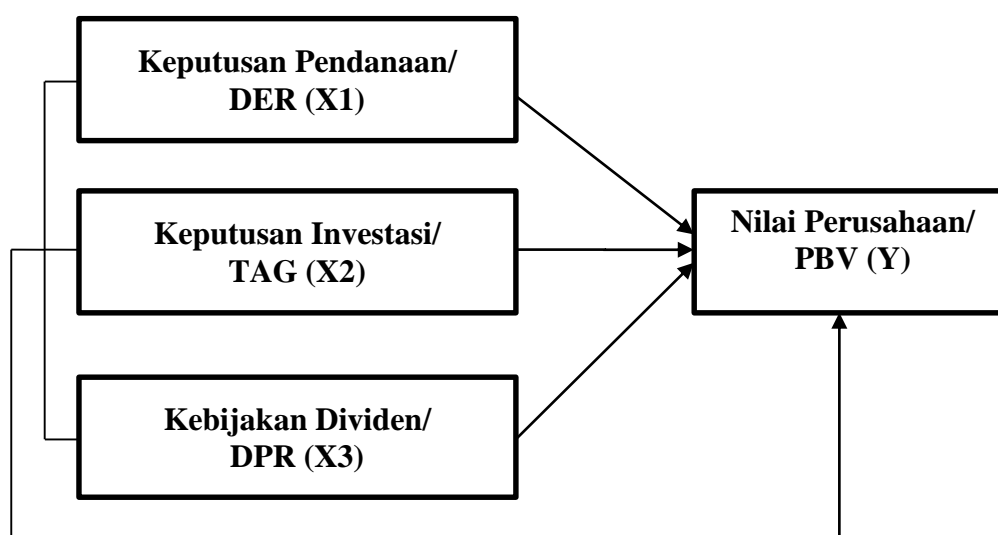 Keputusan Pendanaan/
DER (X1)
Keputusan Investasi/
TAG (X2)
Nilai Perusahaan/
PBV (Y)
Kebijakan Dividen/
DPR (X3)